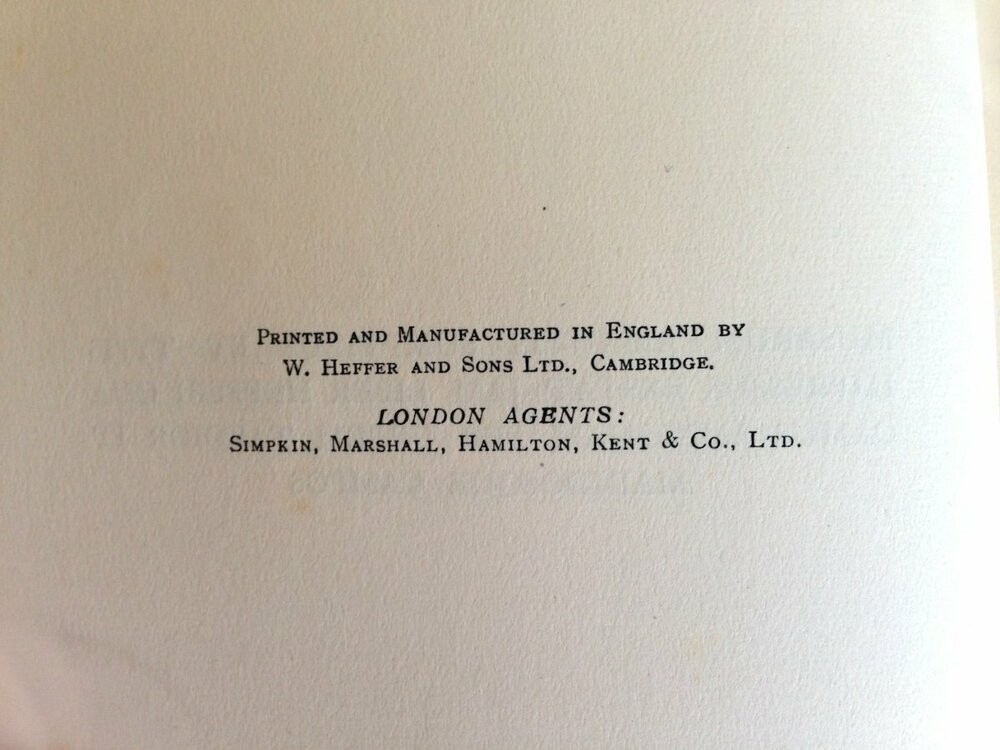 Printed and Manufactured in England by
W. Heffer and Sons Ltd., Cambridge.
LONDON AGENTS:
Simpkin, Marshall, Hamilton, Kent & Co., Ltd.